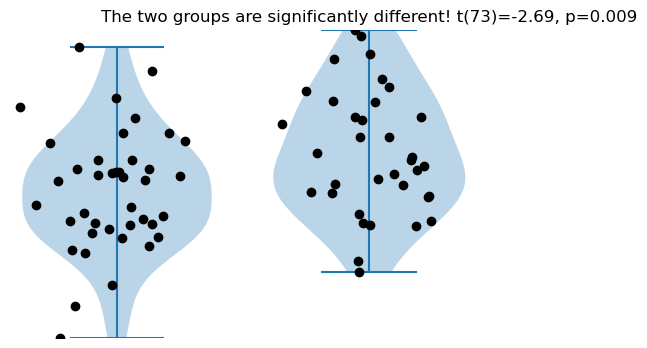 The two groups are significantly different! t(73)=-2.69, p=0.009